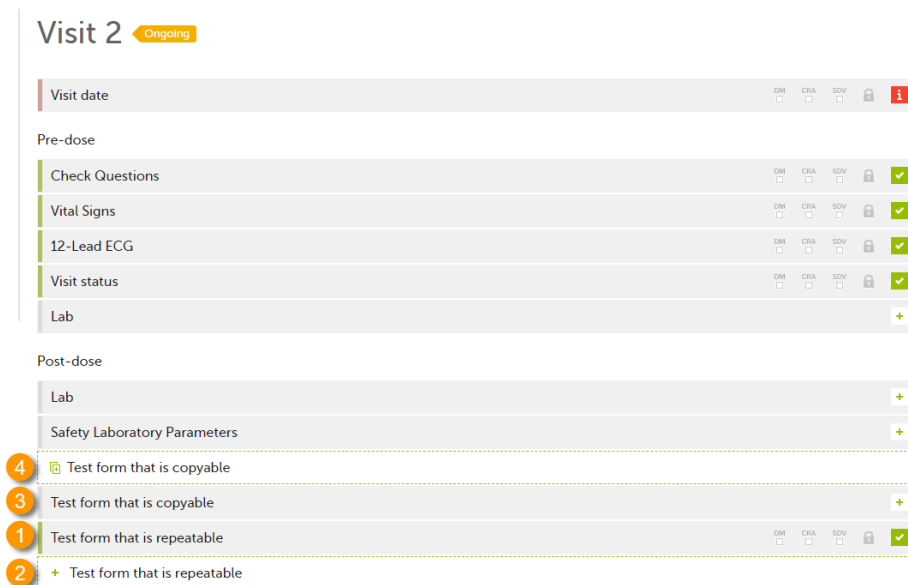 Visit 2 Ongoing
Visit date DM CRA SDV i
Pre-dose
Check Questions DM CRA SDV
Vital Signs DM CRA SDV
12-Lead ECG DM CRA SDV
Visit status DM CRA SDV
Lab +
Post-dose
Lab +
Safety Laboratory Parameters +
4 Test form that is copyable
3 Test form that is copyable +
1 Test form that is repeatable DM CRA SDV
2 + Test form that is repeatable